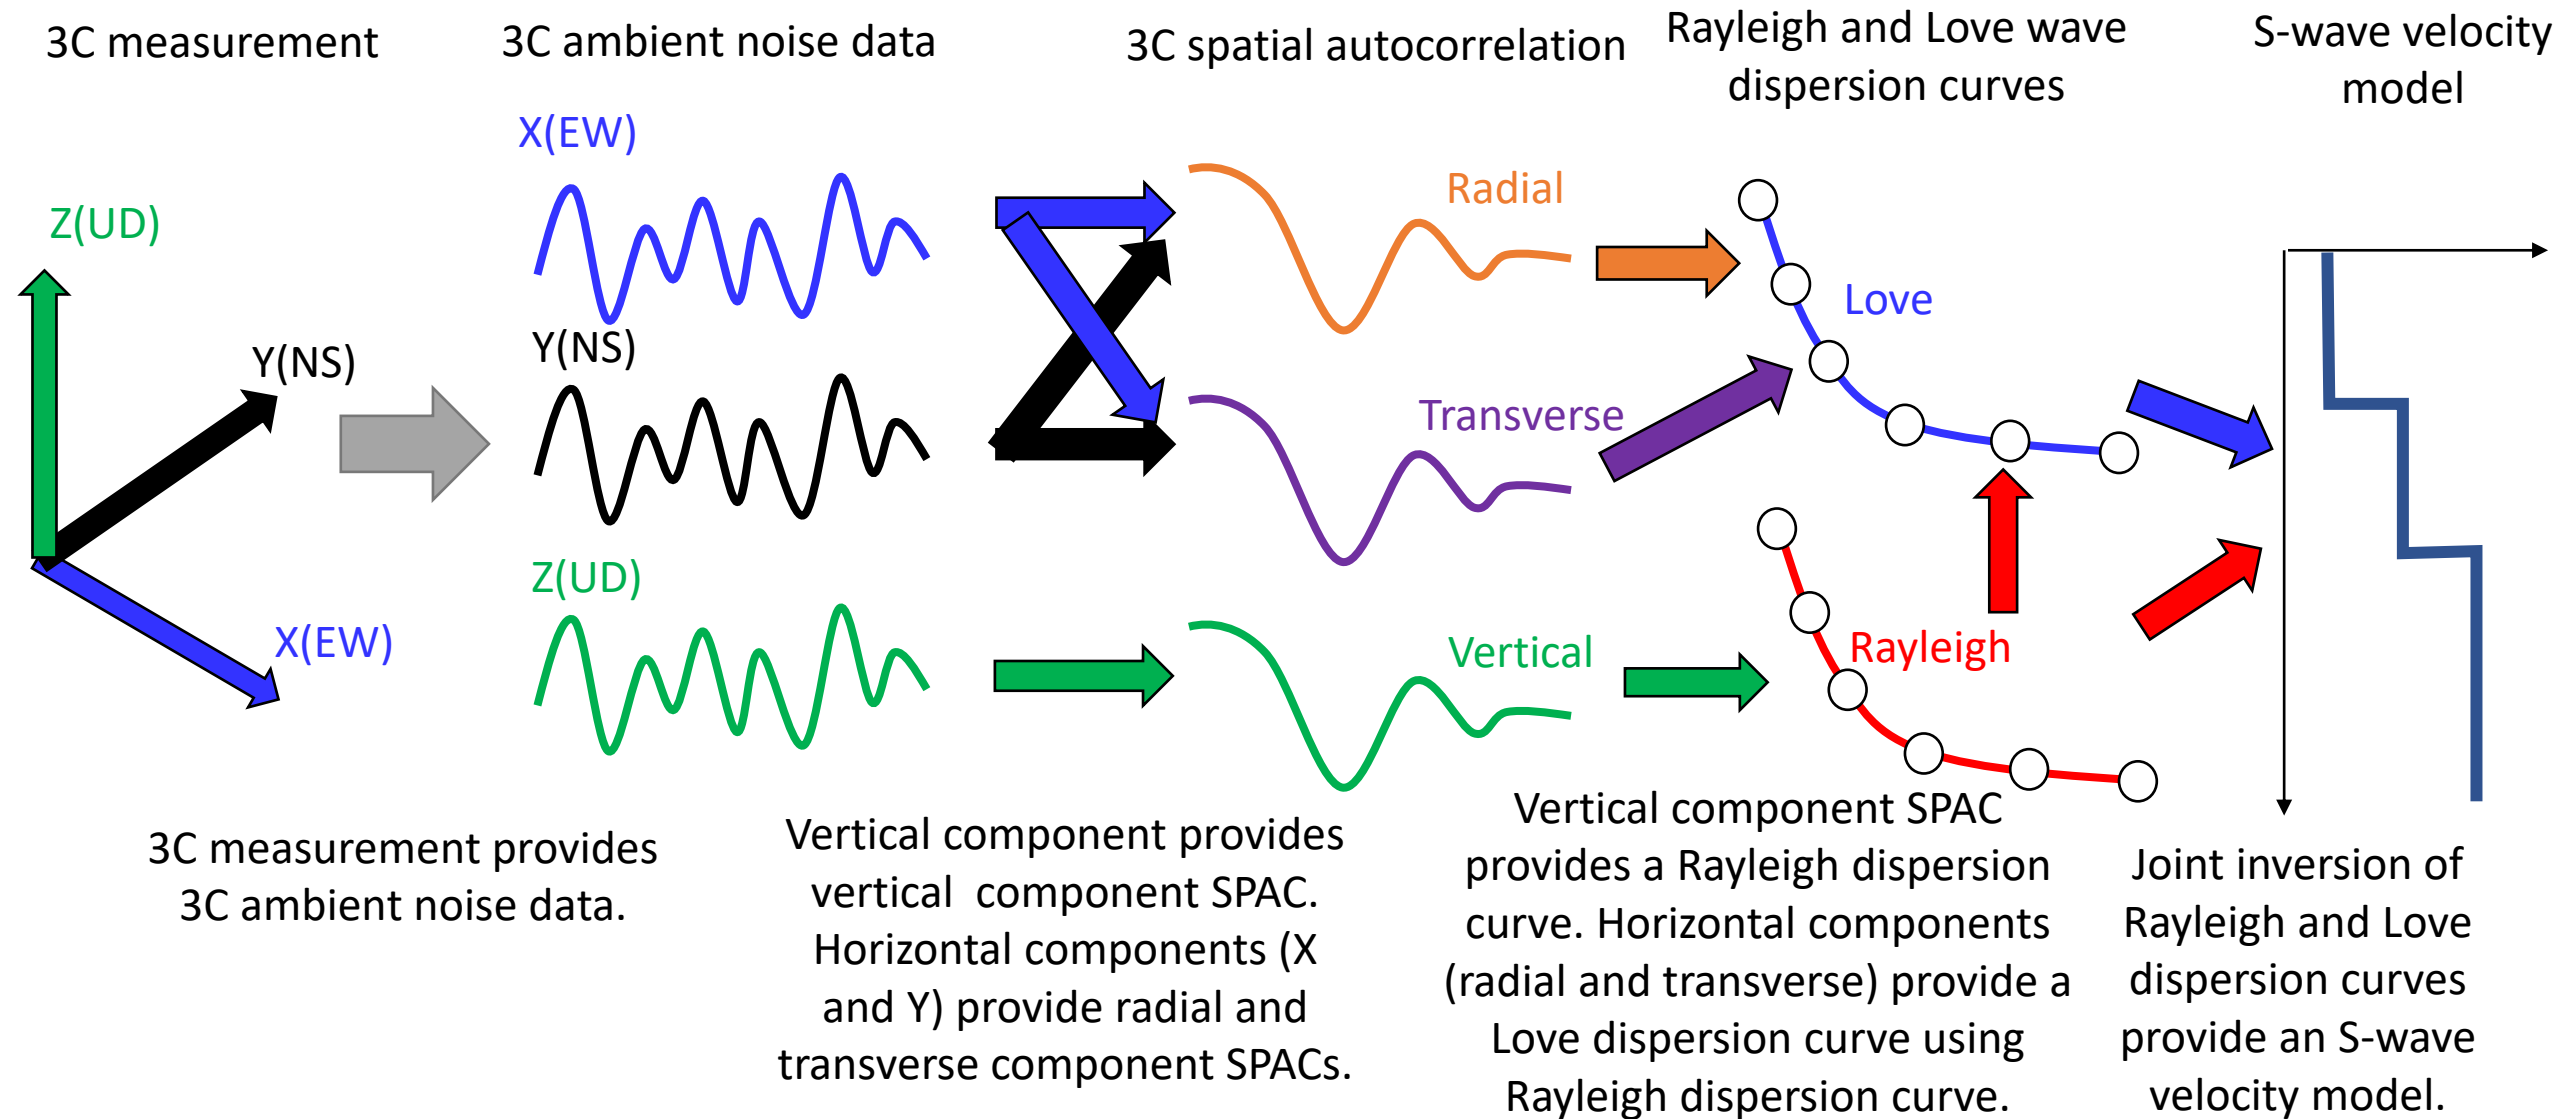 3C measurement
3C ambient noise data
3C spatial autocorrelation
Rayleigh and Love wave
dispersion curves
S-wave velocity
model
Z(UD)
Y(NS)
X(EW)
X(EW)
Y(NS)
Z(UD)
Radial
Transverse
Vertical
Love
Rayleigh
3C measurement provides
3C ambient noise data.
Vertical component provides
vertical  component SPAC.
Horizontal components (X
and Y) provide radial and
transverse component SPACs.
Vertical component SPAC
provides a Rayleigh dispersion
curve. Horizontal components
(radial and transverse) provide a
Love dispersion curve using
Rayleigh dispersion curve.
Joint inversion of
Rayleigh and Love
dispersion curves
provide an S-wave
velocity model.